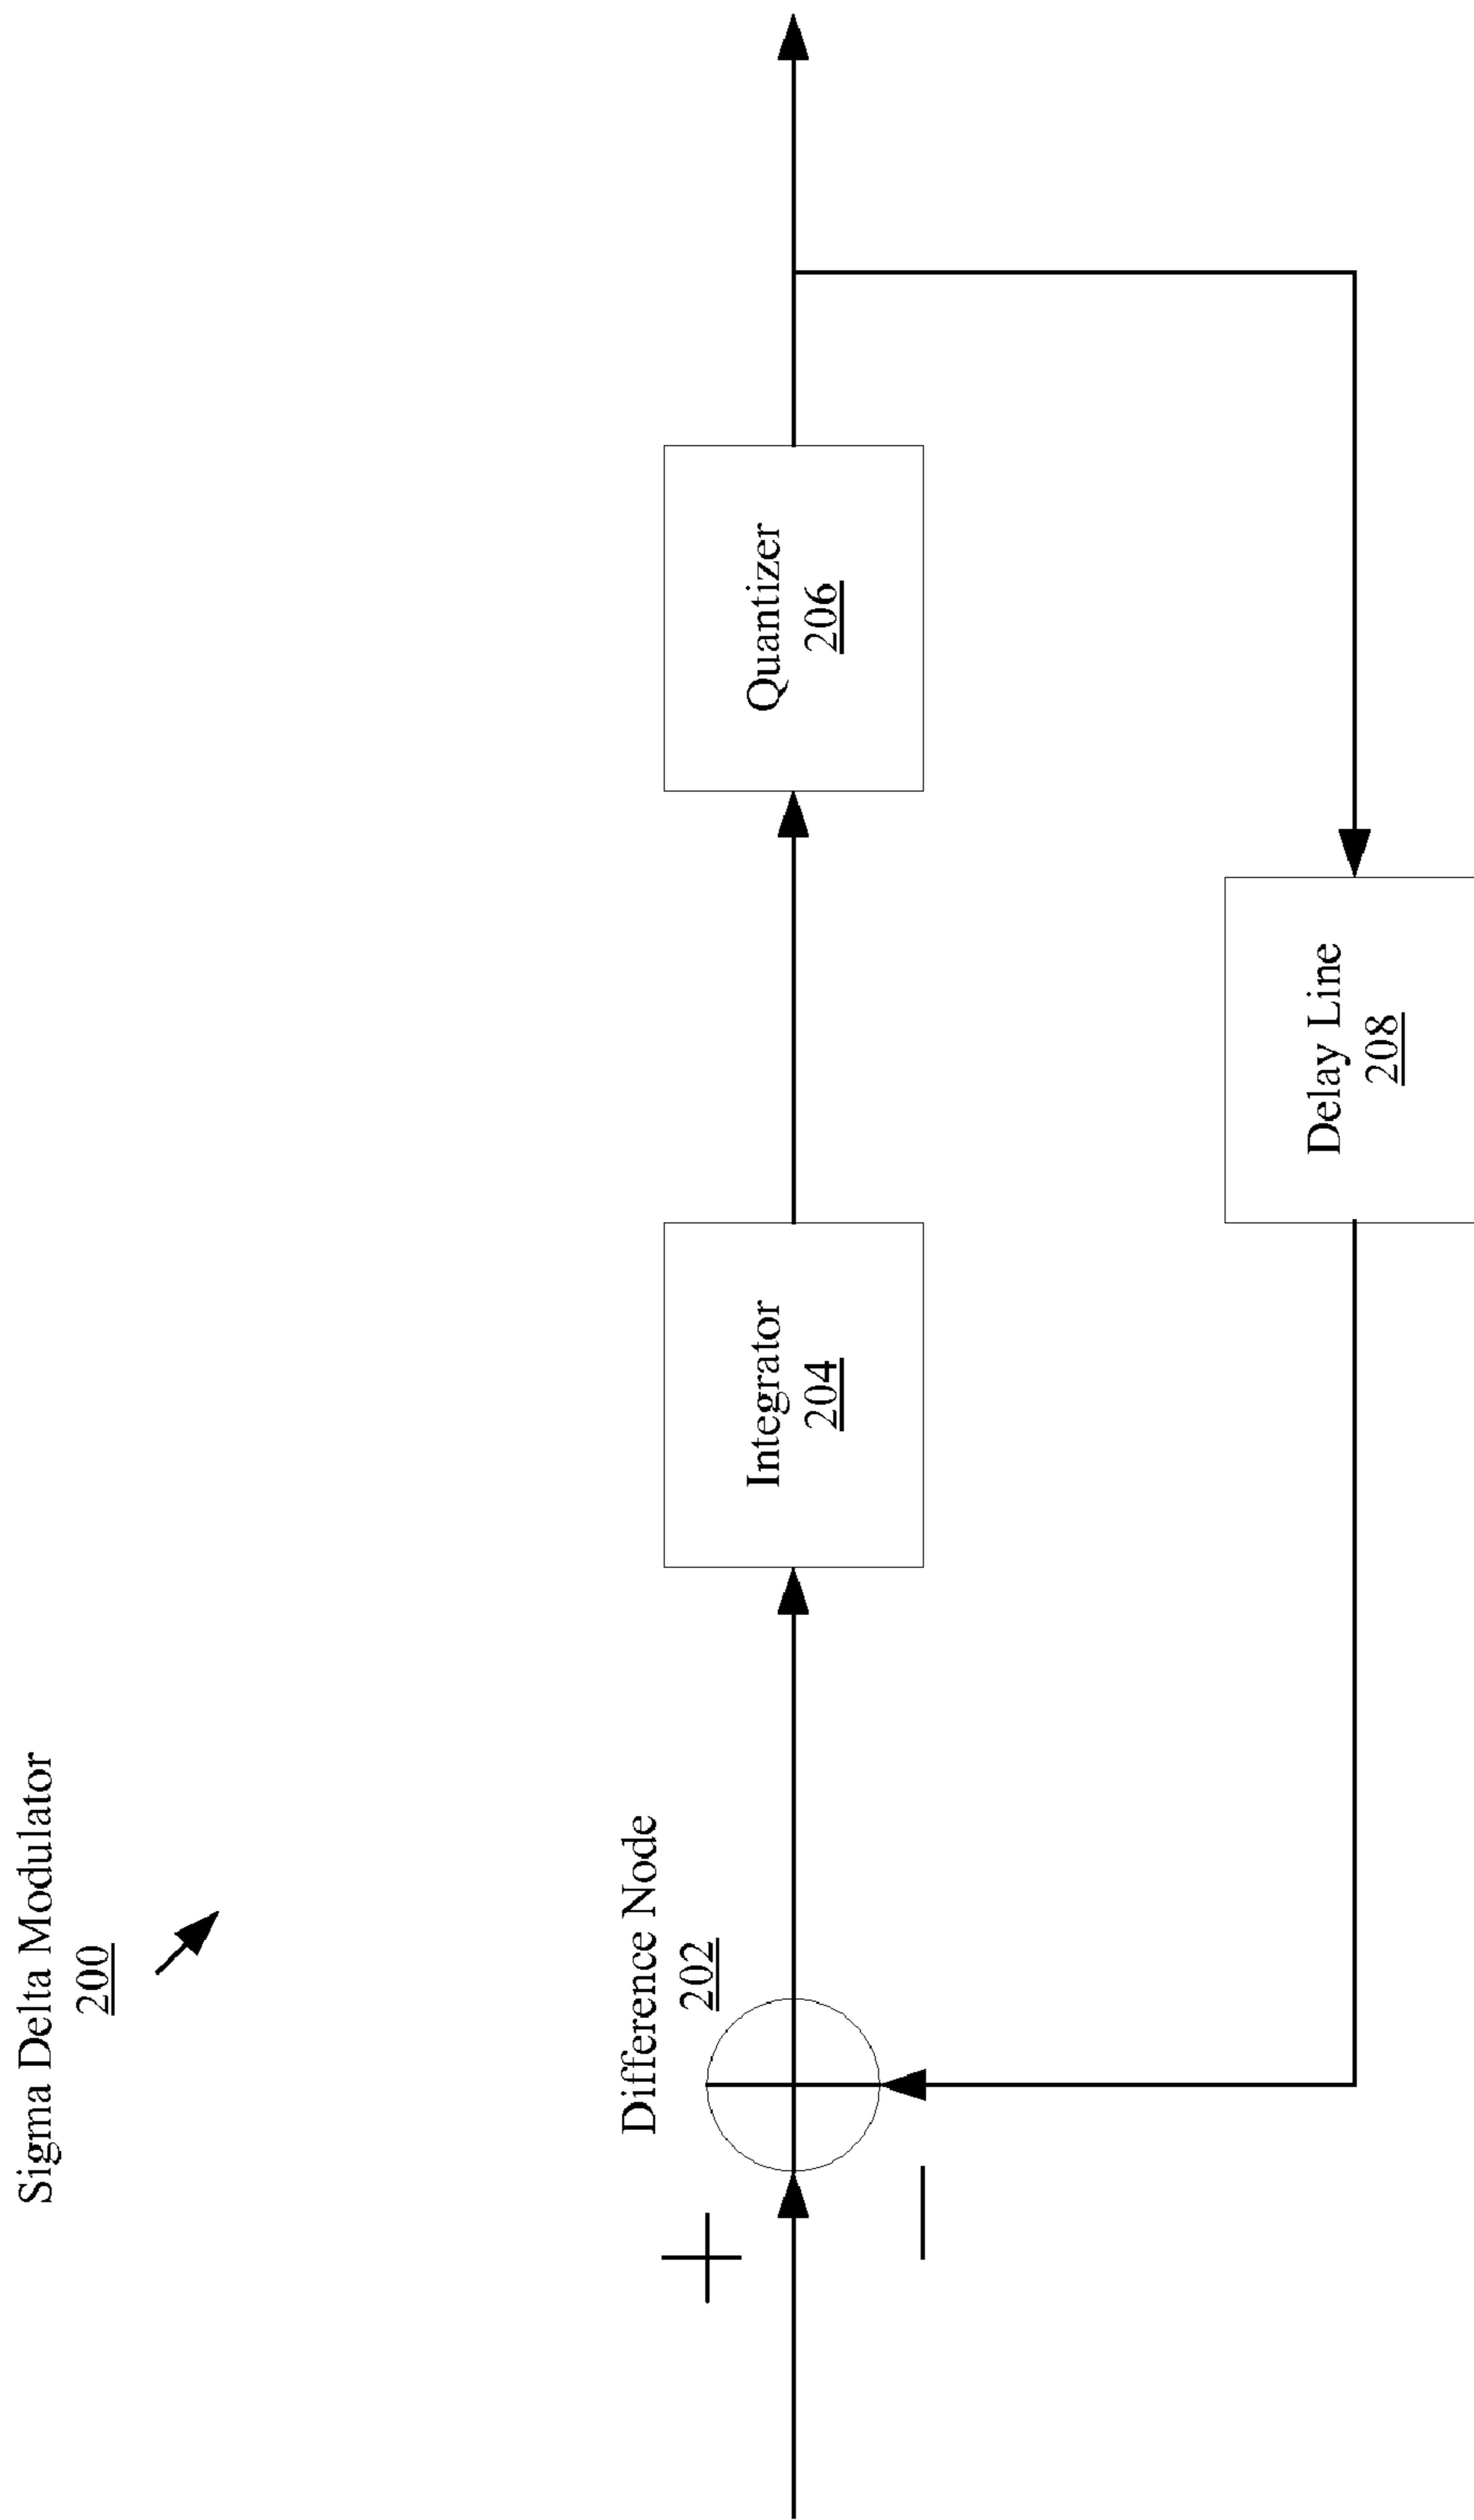 Sigma Delta Modulator
200
Difference Node
202
+
−
Integrator
204
Quantizer
206
Delay Line
208